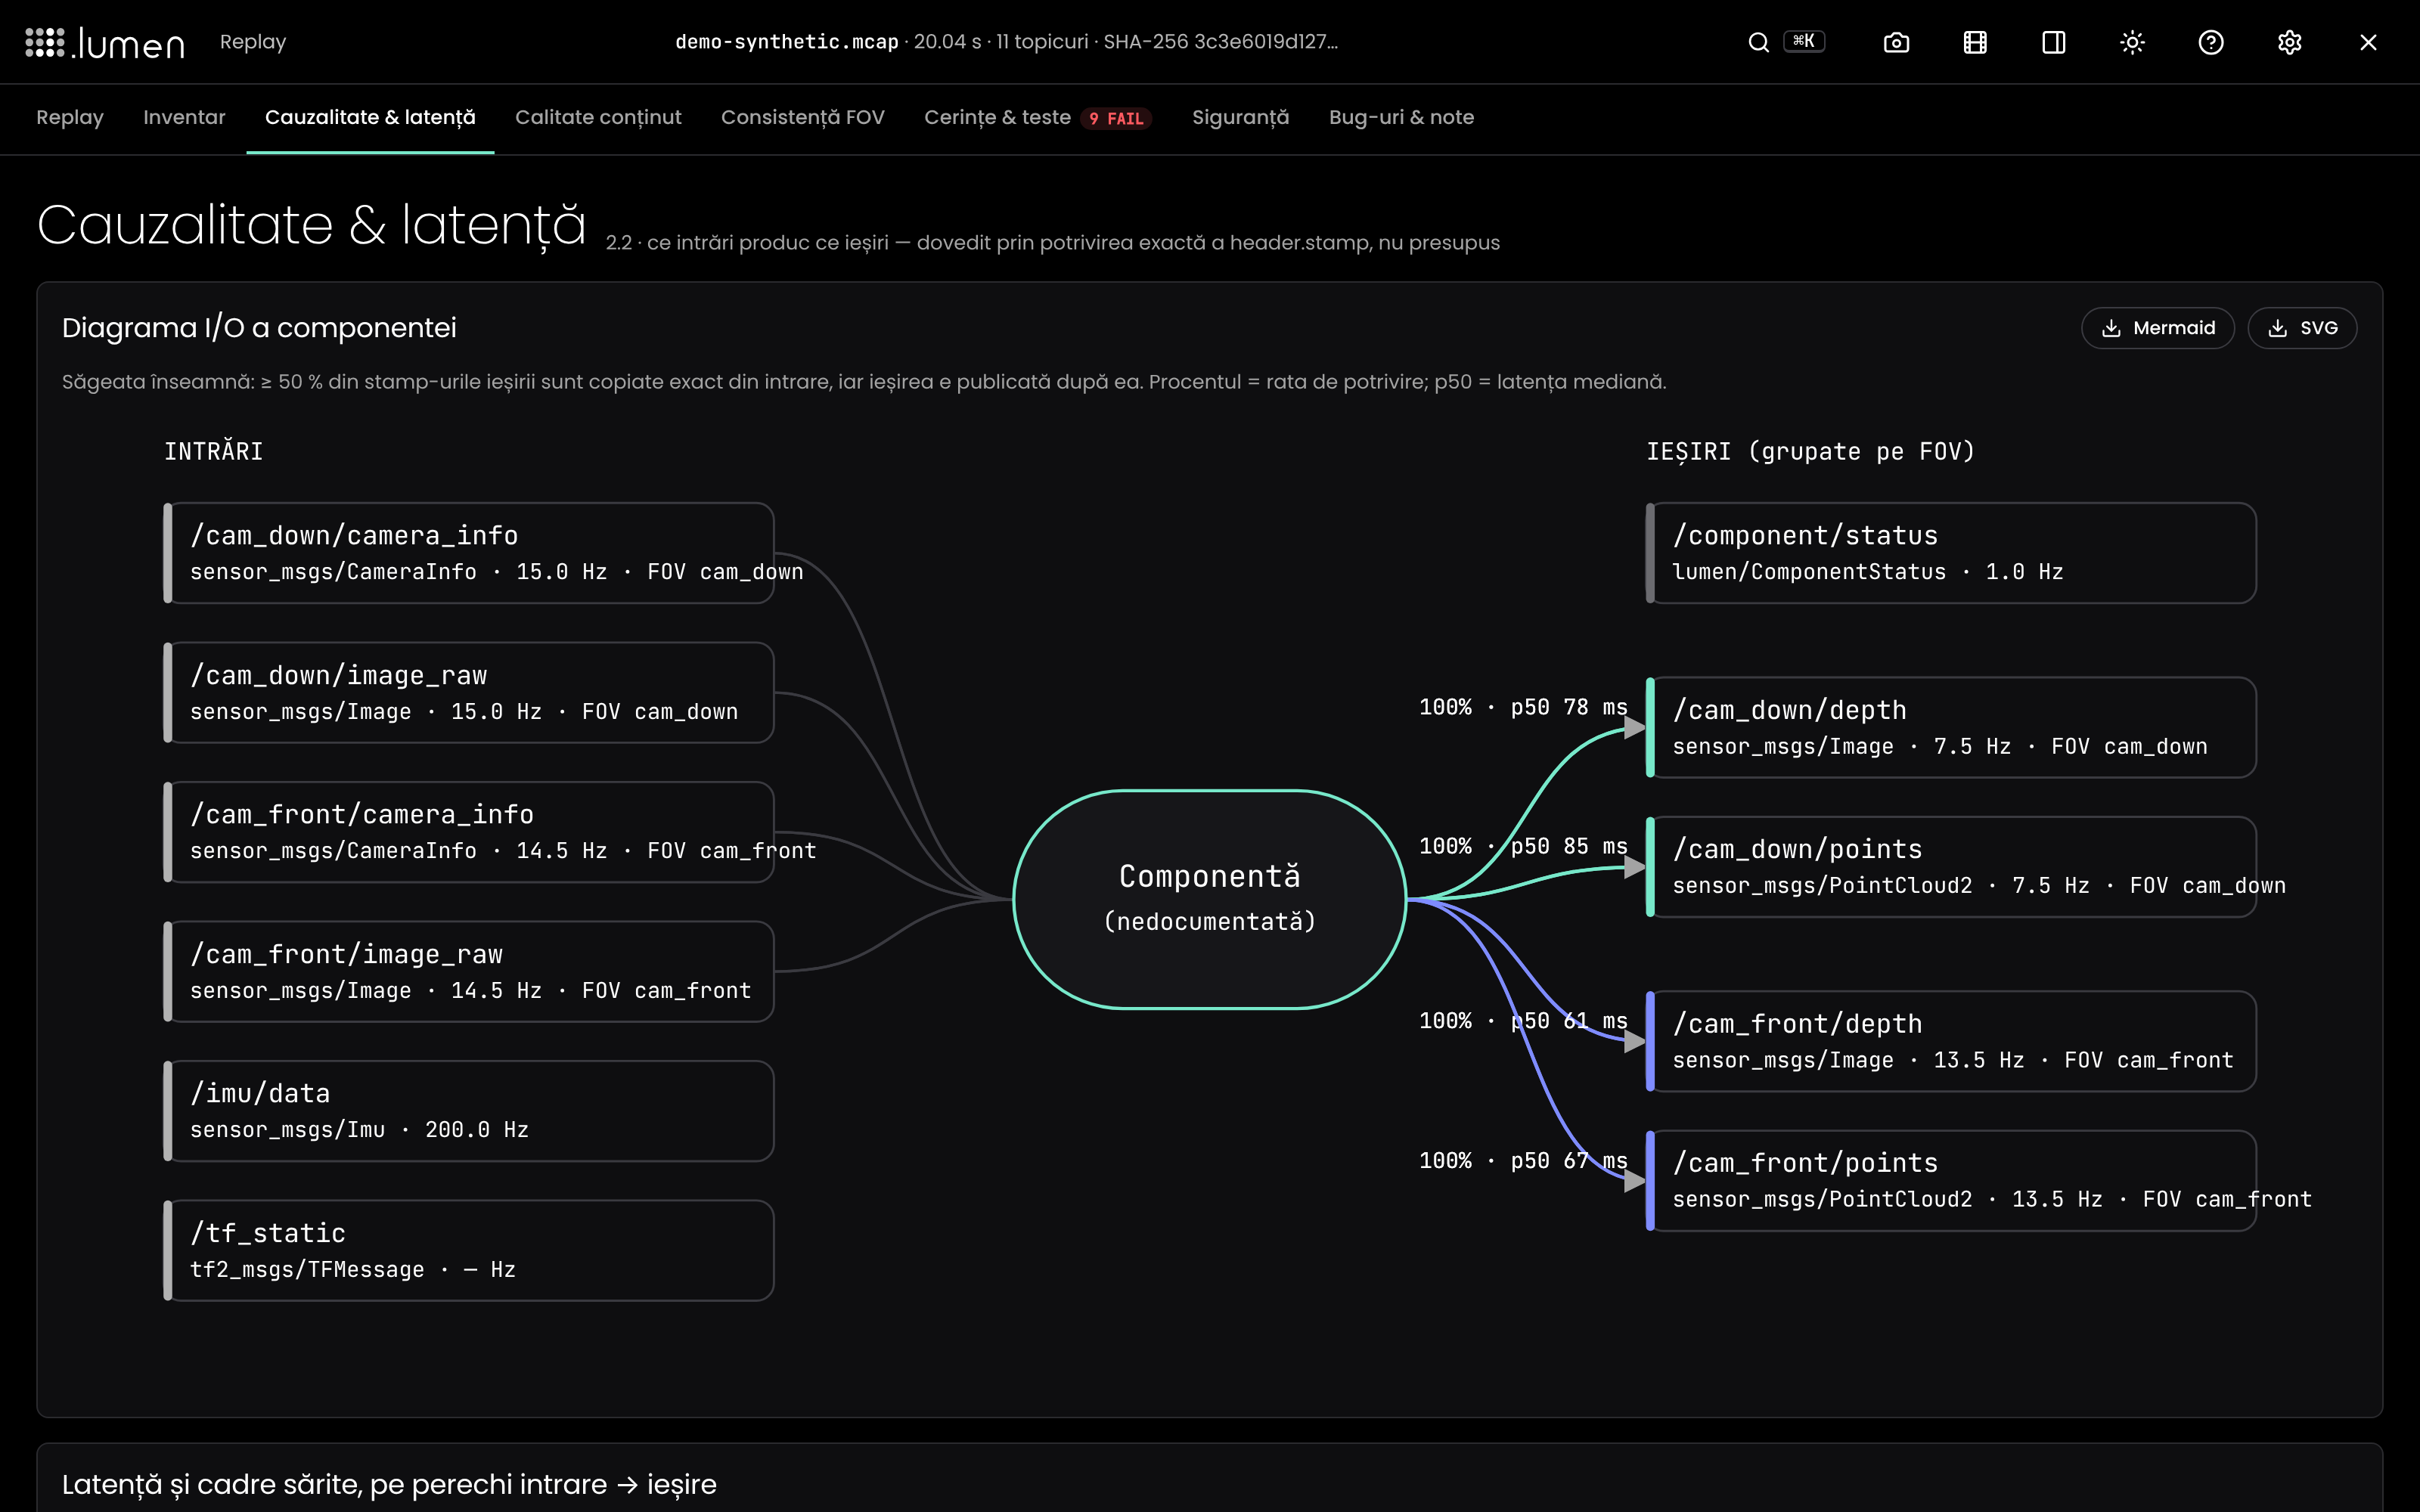 .lumen Replay demo-synthetic.mcap · 20.04 s · 11 topicuri · SHA-256 3c3e6019d127… ⌘K
Replay Inventar Cauzalitate & latență Calitate conținut Consistență FOV Cerințe & teste 9 FAIL Siguranță Bug-uri & note
Cauzalitate & latență 2.2 · ce intrări produc ce ieșiri — dovedit prin potrivirea exactă a header.stamp, nu presupus
Diagrama I/O a componentei Mermaid SVG
Săgeata înseamnă: ≥ 50 % din stamp-urile ieșirii sunt copiate exact din intrare, iar ieșirea e publicată după ea. Procentul = rata de potrivire; p50 = latența mediană.
INTRĂRI
/cam_down/camera_info
sensor_msgs/CameraInfo · 15.0 Hz · FOV cam_down
/cam_down/image_raw
sensor_msgs/Image · 15.0 Hz · FOV cam_down
/cam_front/camera_info
sensor_msgs/CameraInfo · 14.5 Hz · FOV cam_front
/cam_front/image_raw
sensor_msgs/Image · 14.5 Hz · FOV cam_front
/imu/data
sensor_msgs/Imu · 200.0 Hz
/tf_static
tf2_msgs/TFMessage · — Hz
Componentă
(nedocumentată)
IEȘIRI (grupate pe FOV)
/component/status
lumen/ComponentStatus · 1.0 Hz
100% · p50 78 ms
/cam_down/depth
sensor_msgs/Image · 7.5 Hz · FOV cam_down
100% · p50 85 ms
/cam_down/points
sensor_msgs/PointCloud2 · 7.5 Hz · FOV cam_down
100% · p50 61 ms
/cam_front/depth
sensor_msgs/Image · 13.5 Hz · FOV cam_front
100% · p50 67 ms
/cam_front/points
sensor_msgs/PointCloud2 · 13.5 Hz · FOV cam_front
Latență și cadre sărite, pe perechi intrare → ieșire